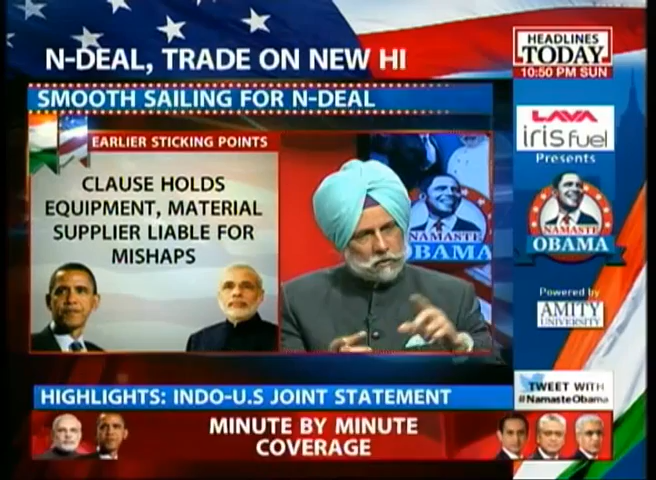 N-DEAL, TRADE ON NEW HI
HEADLINES
TODAY
10:50 PM SUN
SMOOTH SAILING FOR N-DEAL
EARLIER STICKING POINTS
CLAUSE HOLDS
EQUIPMENT, MATERIAL
SUPPLIER LIABLE FOR
MISHAPS
NAMASTE
OBAMA
LAVA
iris fuel
Presents
NAMASTE
OBAMA
Powered by
AMITY
UNIVERSITY
HIGHLIGHTS: INDO-U.S JOINT STATEMENT
TWEET WITH
#NamasteObama
MINUTE BY MINUTE
COVERAGE